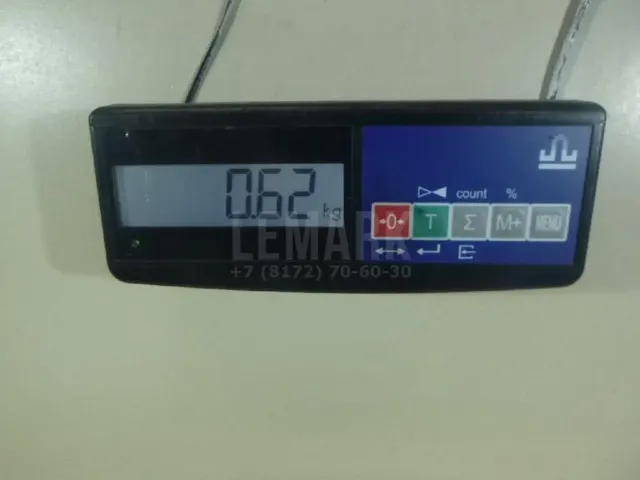 0.62 kg
count %
→0← T Σ M+ MENU
LEMARK
+7 (8172) 70-60-30